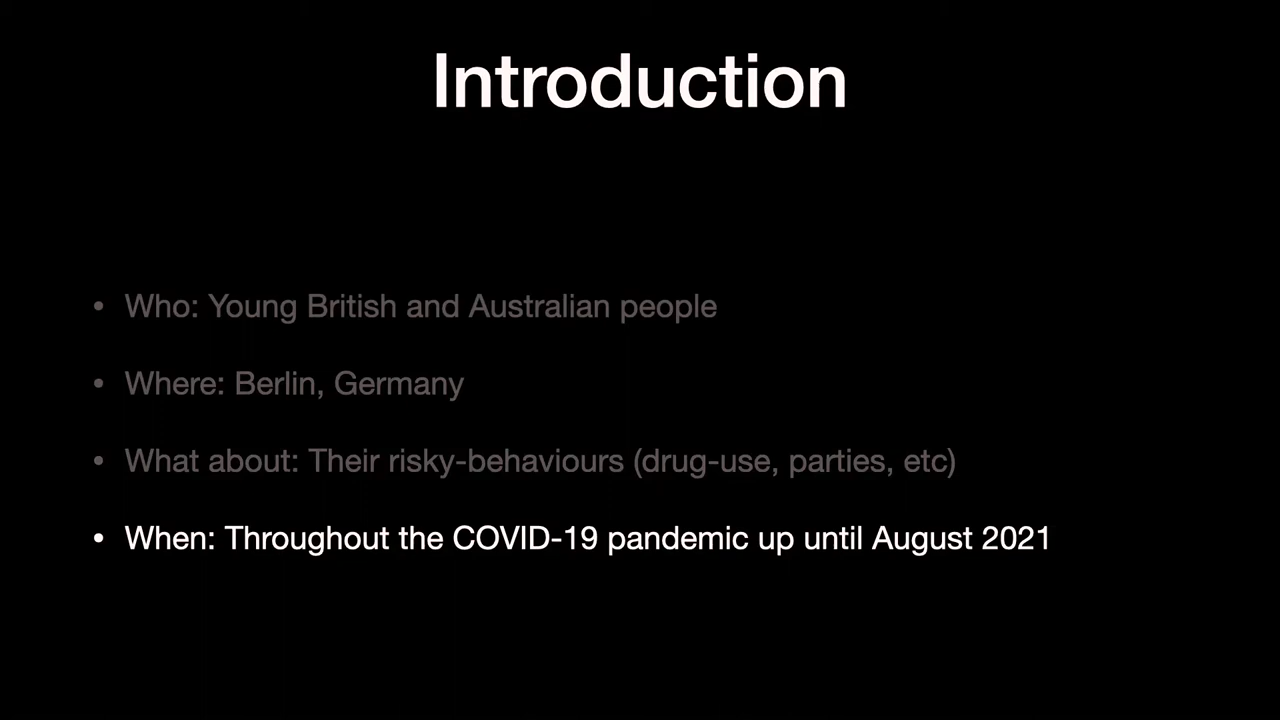 Introduction
• Who: Young British and Australian people
• Where: Berlin, Germany
• What about: Their risky-behaviours (drug-use, parties, etc)
• When: Throughout the COVID-19 pandemic up until August 2021